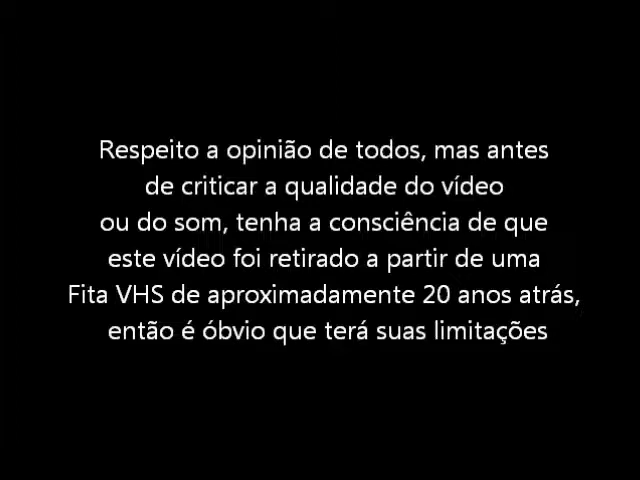 Respeito a opinião de todos, mas antes
de criticar a qualidade do vídeo
ou do som, tenha a consciência de que
este vídeo foi retirado a partir de uma
Fita VHS de aproximadamente 20 anos atrás,
então é óbvio que terá suas limitações